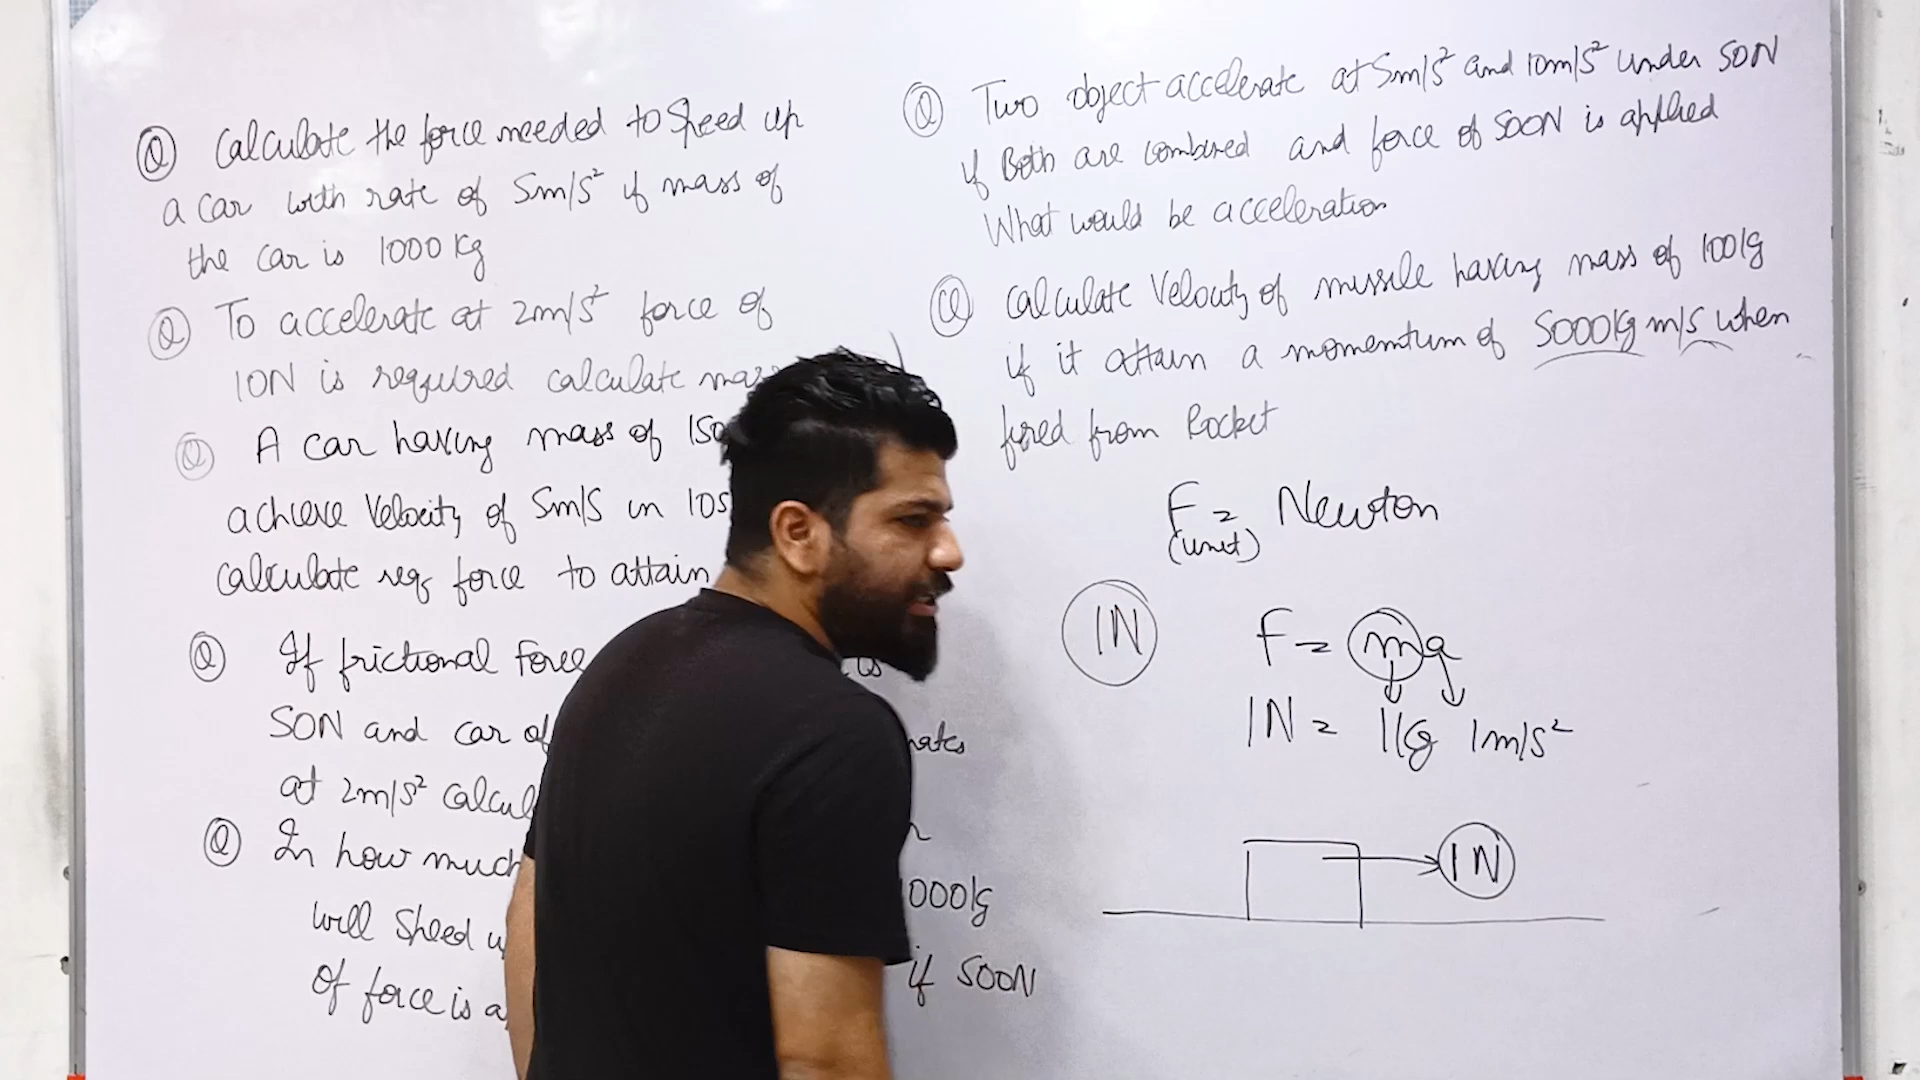 Q Calculate the force needed to speed up
a car with rate of 5m/s² if mass of
the car is 1000 kg
Q To accelerate at 2m/s² force of
10N is required calculate
Q A car having mass of
achieve velocity of 5m/s in 10s
calculate req force to attain
Q If frictional Force is
50N and car of
at 2m/s²
Q In how much
000kg
will speed
of force is if 500N
Q Two object accelerate at 5m/s² and 10m/s² under 50N
if Both are combined and force of 500N is applied
What would be acceleration
Q Calculate velocity of missile having mass of 100kg
if it attain a momemtum of 5000kg m/s when
fired from Rocket
F = Newton
(unit)
1N F = ma
1N = 1kg 1m/s²
1N